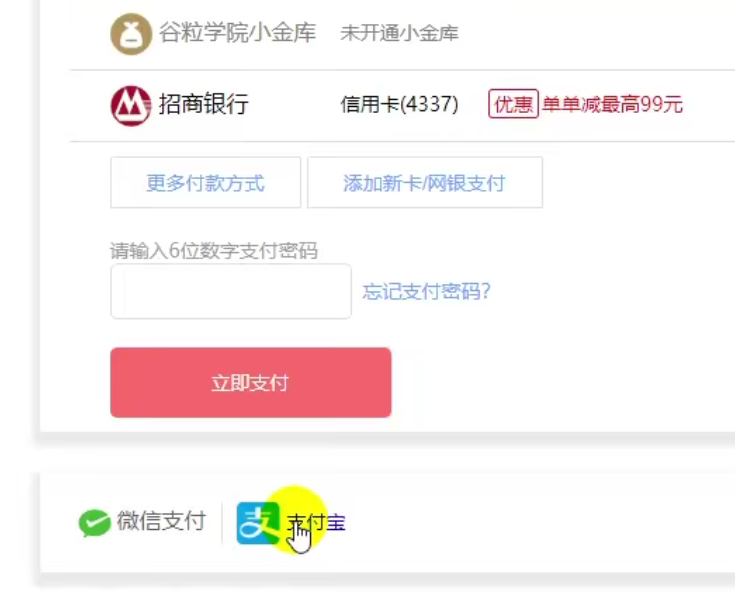 谷粒学院小金库 未开通小金库
招商银行 信用卡(4337) 优惠 单单减最高99元
更多付款方式 添加新卡/网银支付
请输入6位数字支付密码
忘记支付密码?
立即支付
微信支付 支 支付宝